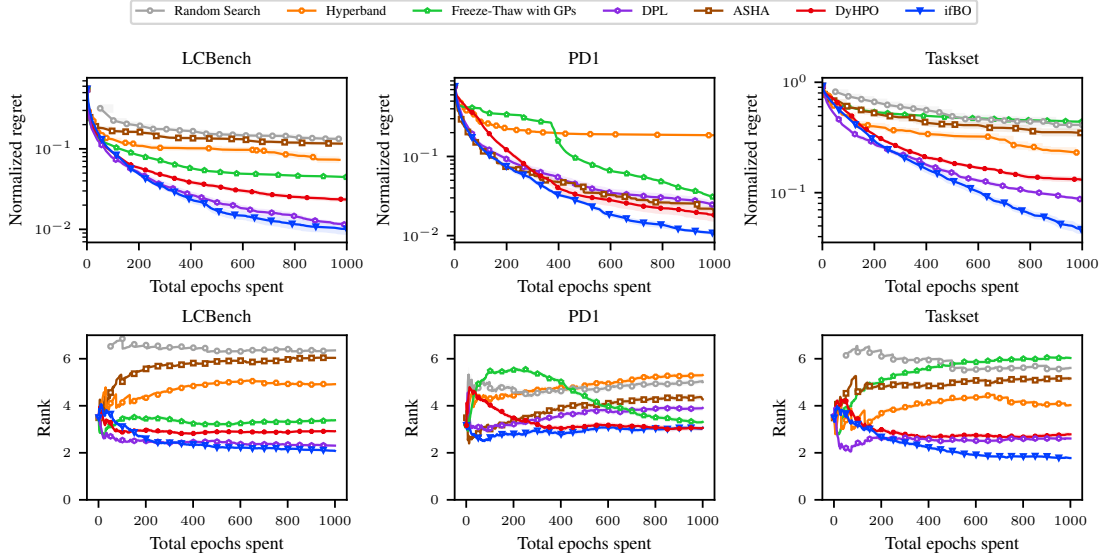 Random Search Hyperband Freeze-Thaw with GPs DPL ASHA DyHPO ifBO
LCBench PD1 Taskset
Normalized regret
10⁻¹
10⁻²
0 200 400 600 800 1000
Total epochs spent
Normalized regret
10⁻¹
10⁻²
0 200 400 600 800 1000
Total epochs spent
Normalized regret
10⁰
10⁻¹
0 200 400 600 800 1000
Total epochs spent
LCBench PD1 Taskset
Rank
6
4
2
0
0 200 400 600 800 1000
Total epochs spent
Rank
6
4
2
0
0 200 400 600 800 1000
Total epochs spent
Rank
6
4
2
0
0 200 400 600 800 1000
Total epochs spent